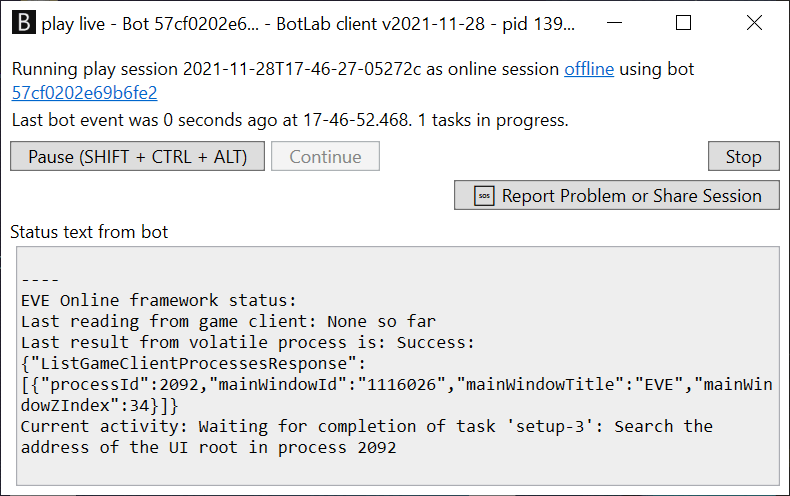 B play live - Bot 57cf0202e6... - BotLab client v2021-11-28 - pid 139...
Running play session 2021-11-28T17-46-27-05272c as online session offline using bot
57cf0202e69b6fe2
Last bot event was 0 seconds ago at 17-46-52.468. 1 tasks in progress.
Pause (SHIFT + CTRL + ALT) Continue Stop
SOS Report Problem or Share Session
Status text from bot
----
EVE Online framework status:
Last reading from game client: None so far
Last result from volatile process is: Success:
{"ListGameClientProcessesResponse":
[{"processId":2092,"mainWindowId":"1116026","mainWindowTitle":"EVE","mainWin
dowZIndex":34}]}
Current activity: Waiting for completion of task 'setup-3': Search the
address of the UI root in process 2092